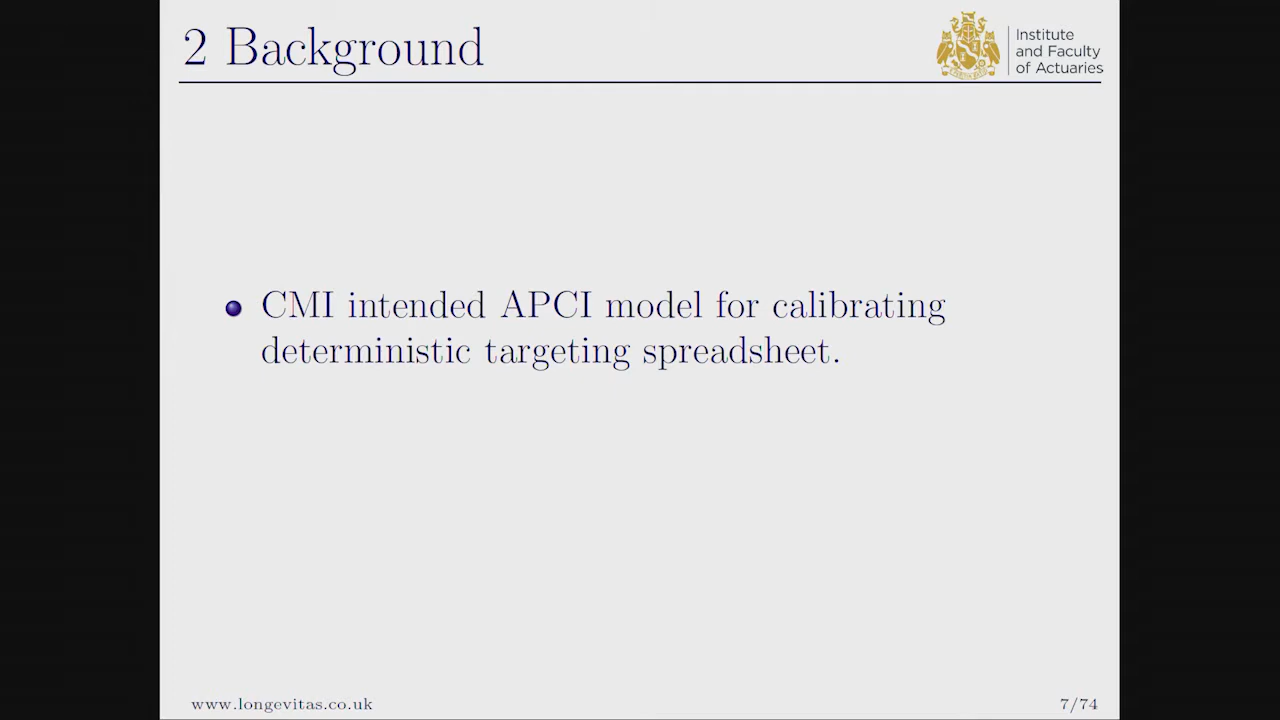 2 Background
Institute
and Faculty
of Actuaries
CMI intended APCI model for calibrating
deterministic targeting spreadsheet.
www.longevitas.co.uk
7/74